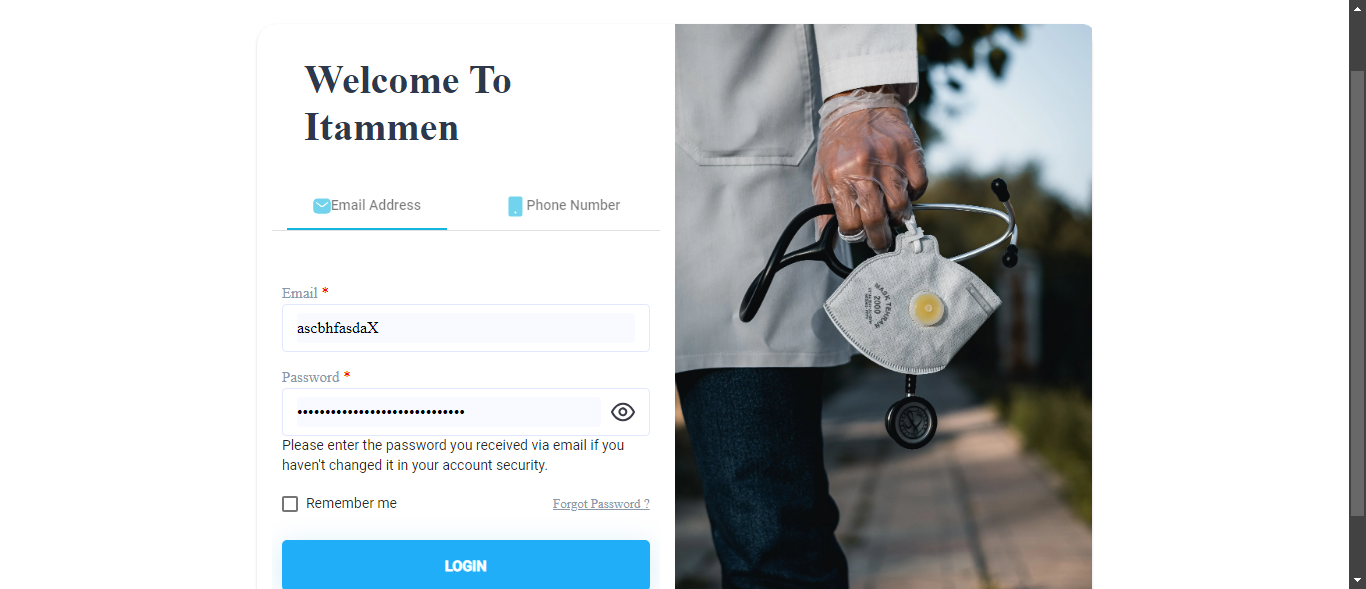 Welcome To
Itammen
Email Address
Phone Number
Email *
ascbhfasdaX
Password *
••••••••••••••••••••••••••••••
Please enter the password you received via email if you
haven't changed it in your account security.
Remember me
Forgot Password ?
LOGIN
MASK TEHRAN
2000